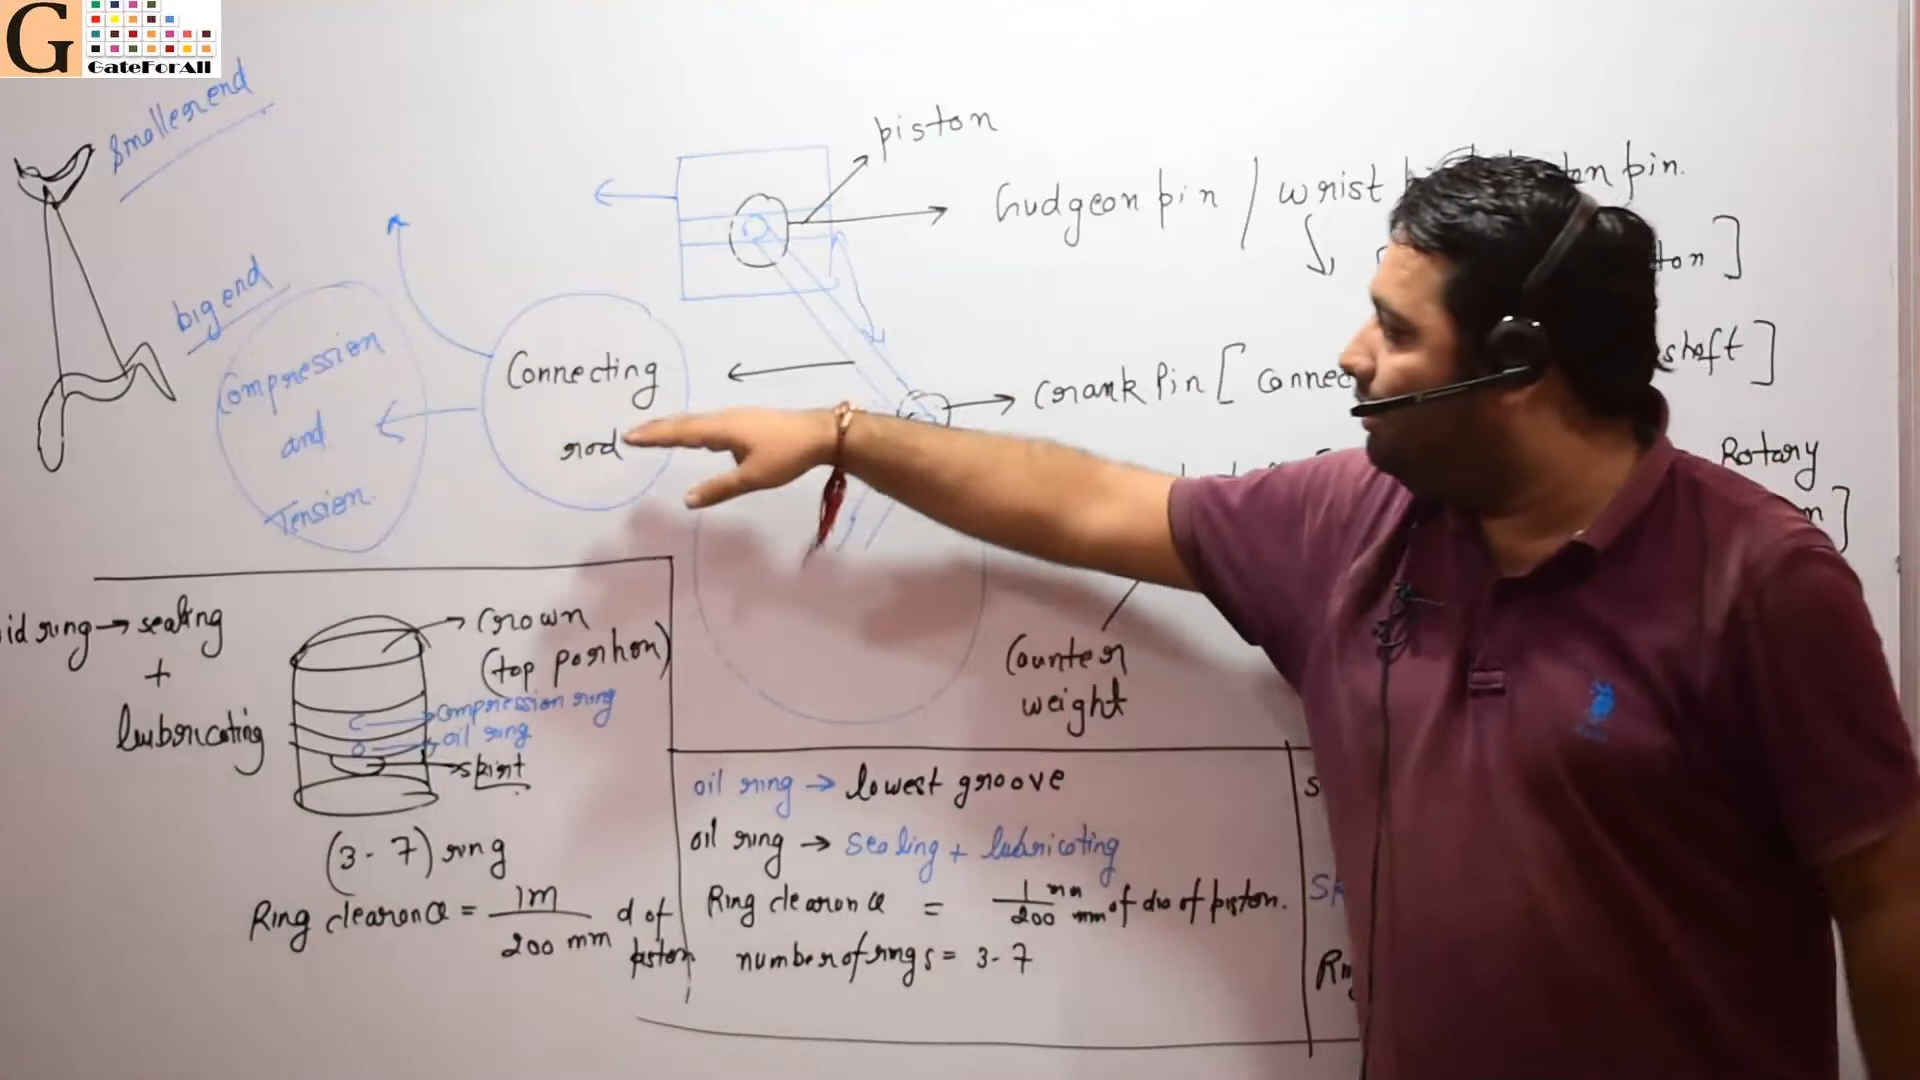 G
GateForAll
Smaller end
big end
Compression
and
Tension.
Connecting
rod
piston
Gudgeon pin / wrist
pin.
]
Crank Pin [ Connec
shaft ]
Rotary
]
Counter
weight
ring → sealing
+
lubricating
Crown
(top portion)
compression ring
oil ring
skirt
(3-7) ring
Ring clearance = 1m/200 mm d of
piston
oil ring → lowest groove
oil ring → sealing + lubricating
Ring clearance = 1 mm/200 mm of dia of piston.
number of rings = 3-7